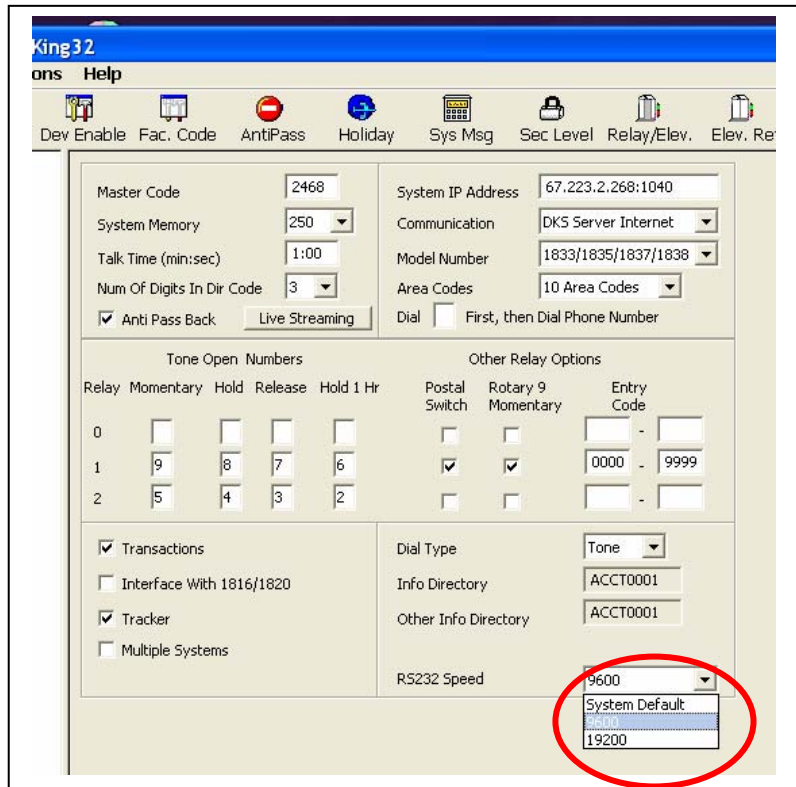 King32
ons Help
Dev Enable Fac. Code AntiPass Holiday Sys Msg Sec Level Relay/Elev. Elev. Re
Master Code 2468
System Memory 250
Talk Time (min:sec) 1:00
Num Of Digits In Dir Code 3
Anti Pass Back Live Streaming
System IP Address 67.223.2.268:1040
Communication DKS Server Internet
Model Number 1833/1835/1837/1838
Area Codes 10 Area Codes
Dial First, then Dial Phone Number
Tone Open Numbers
Relay Momentary Hold Release Hold 1 Hr
0
1 9 8 7 6
2 5 4 3 2
Other Relay Options
Postal Rotary 9 Entry
Switch Momentary Code
-
0000 - 9999
-
Transactions
Interface With 1816/1820
Tracker
Multiple Systems
Dial Type Tone
Info Directory ACCT0001
Other Info Directory ACCT0001
RS232 Speed 9600
System Default
9600
19200